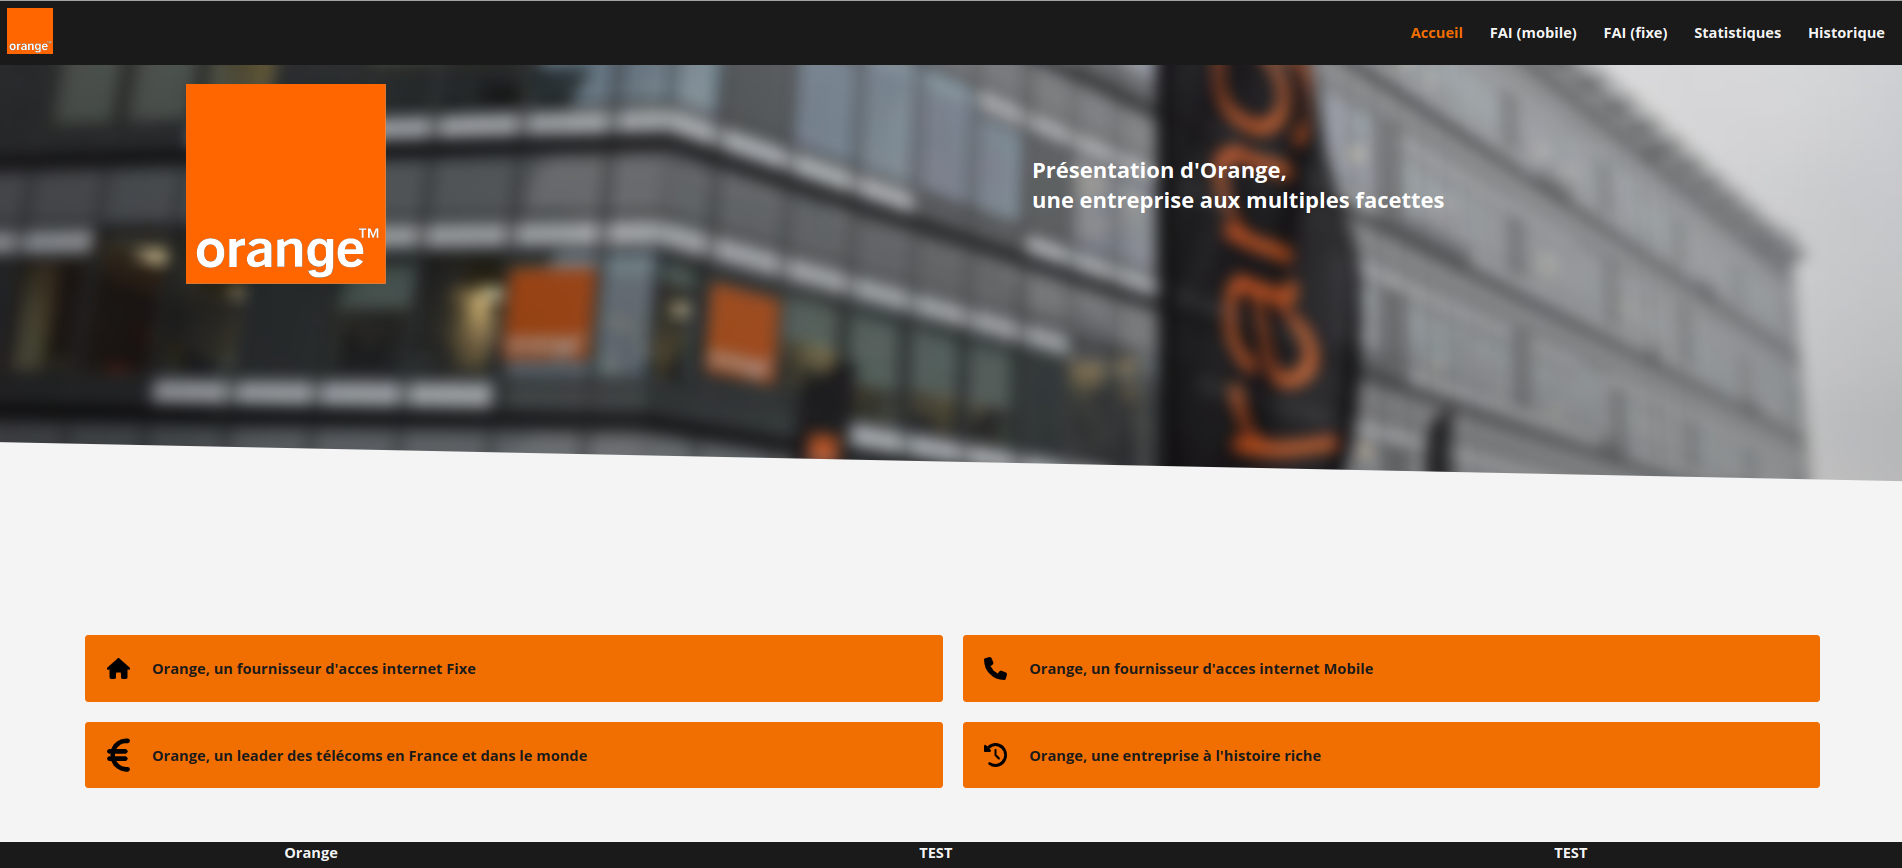 orange
Accueil
FAI (mobile)
FAI (fixe)
Statistiques
Historique
orange™
Présentation d'Orange,
une entreprise aux multiples facettes
Orange, un fournisseur d'acces internet Fixe
Orange, un fournisseur d'acces internet Mobile
Orange, un leader des télécoms en France et dans le monde
Orange, une entreprise à l'histoire riche
Orange
TEST
TEST